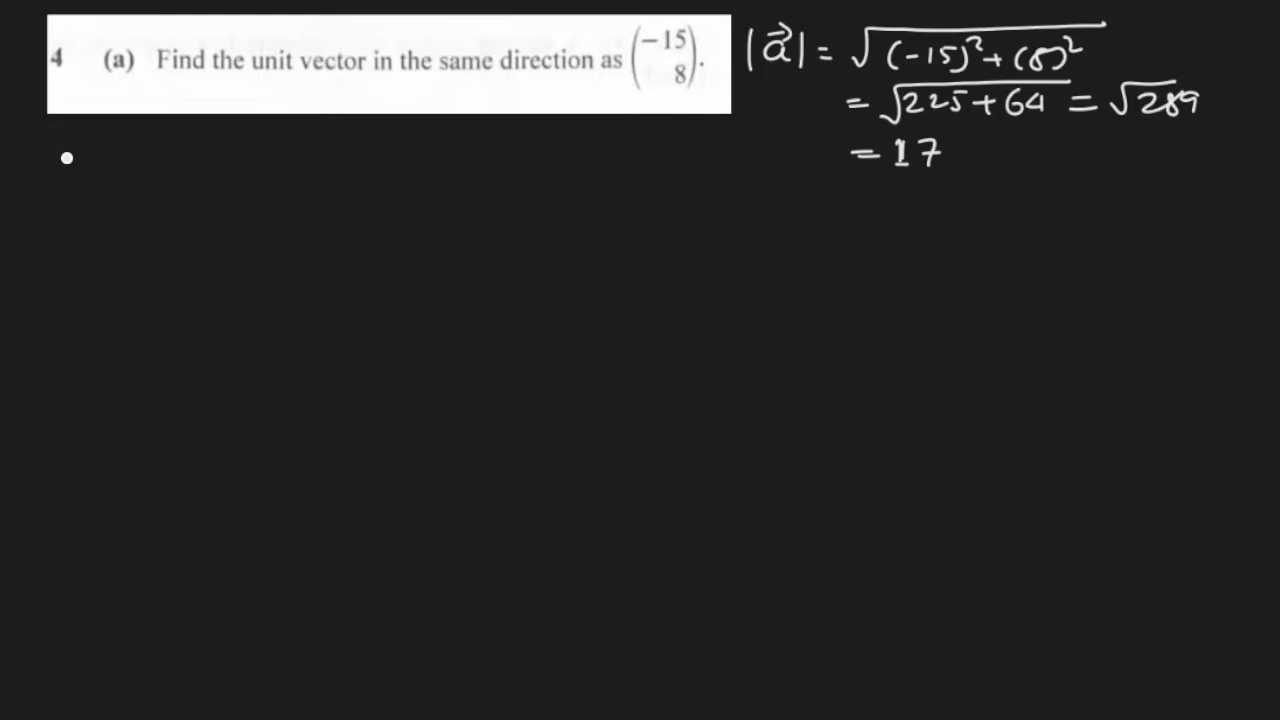 4 (a) Find the unit vector in the same direction as (−15 8).
|a⃗| = √(-15)² + (8)²
= √225 + 64 = √289
= 17